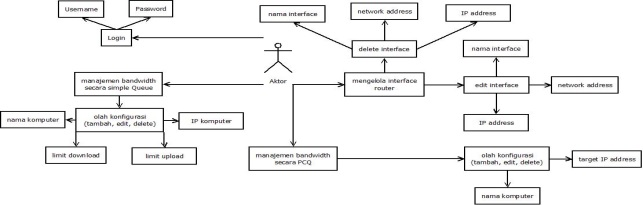 Username
Password
Login
nama interface
network address
IP address
delete interface
nama interface
Aktor
manajemen bandwidth
secara simple Queue
mengelola interface
router
edit interface
network address
nama komputer
olah konfigurasi
(tambah, edit, delete)
IP komputer
IP address
limit download
limit upload
manajemen bandwidth
secara PCQ
olah konfigurasi
(tambah, edit, delete)
target IP address
nama komputer